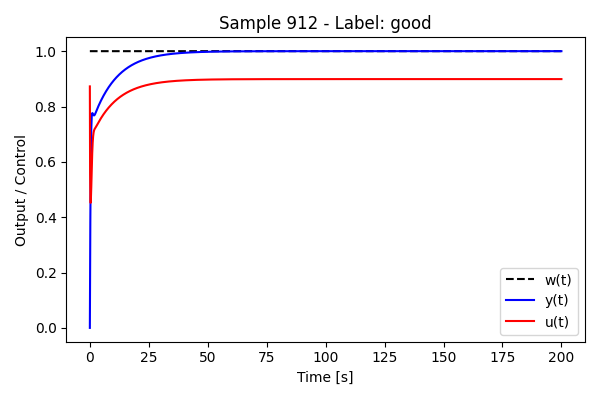 Sample 912 - Label: good
Output / Control
1.0
0.8
0.6
0.4
0.2
0.0
w(t)
y(t)
u(t)
0 25 50 75 100 125 150 175 200
Time [s]